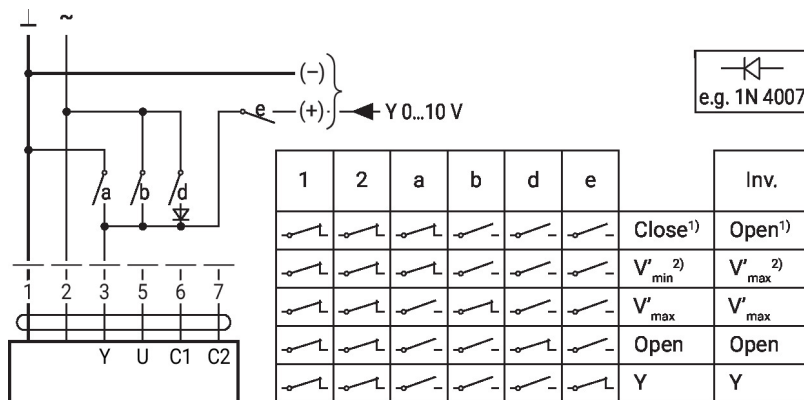 ⊥ ~
(–)
e (+) Y 0...10 V
e.g. 1N 4007
a b d
1 2 3 5 6 7
Y U C1 C2
1 2 a b d e Inv.
Close¹⁾ Open¹⁾
V'min²⁾ V'max²⁾
V'max V'max
Open Open
Y Y